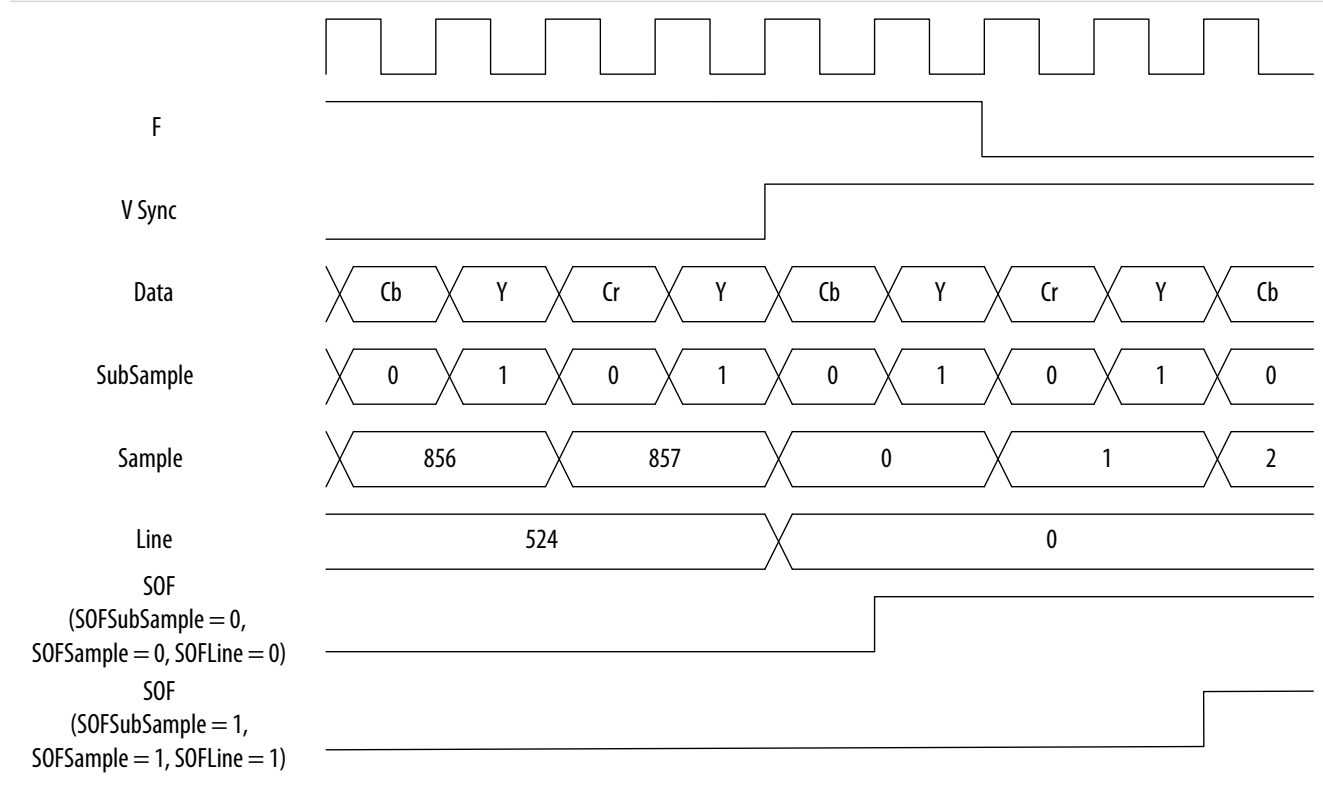 F
V Sync
Data
Cb Y Cr Y Cb Y Cr Y Cb
SubSample
0 1 0 1 0 1 0 1 0
Sample
856 857 0 1 2
Line
524 0
SOF
(SOFSubSample = 0,
SOFSample = 0, SOFLine = 0)
SOF
(SOFSubSample = 1,
SOFSample = 1, SOFLine = 1)